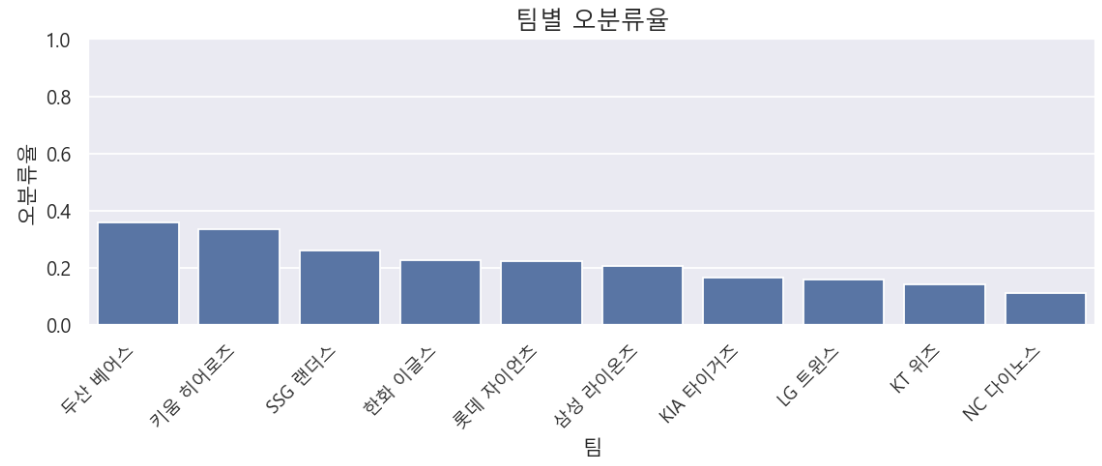 팀별 오분류율
오분류율
1.0
0.8
0.6
0.4
0.2
0.0
두산 베어스
키움 히어로즈
SSG 랜더스
한화 이글스
롯데 자이언츠
삼성 라이온즈
KIA 타이거즈
LG 트윈스
KT 위즈
NC 다이노스
팀